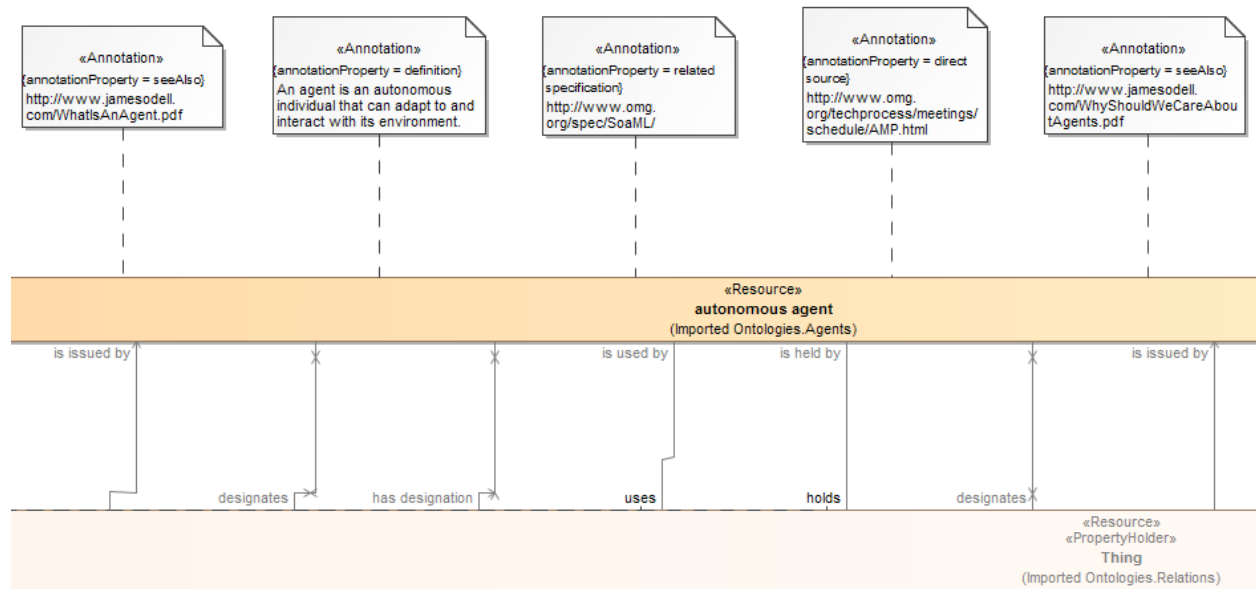 «Annotation»
{annotationProperty = seeAlso}
http://www.jamesodell.
com/WhatIsAnAgent.pdf
«Annotation»
{annotationProperty = definition}
An agent is an autonomous
individual that can adapt to and
interact with its environment.
«Annotation»
{annotationProperty = related
specification}
http://www.omg.
org/spec/SoaML/
«Annotation»
{annotationProperty = direct
source}
http://www.omg.
org/techprocess/meetings/
schedule/AMP.html
«Annotation»
{annotationProperty = seeAlso}
http://www.jamesodell.
com/WhyShouldWeCareAbou
tAgents.pdf
«Resource»
autonomous agent
(Imported Ontologies.Agents)
is issued by
is used by
is held by
is issued by
designates
has designation
uses
holds
designates
«Resource»
«PropertyHolder»
Thing
(Imported Ontologies.Relations)